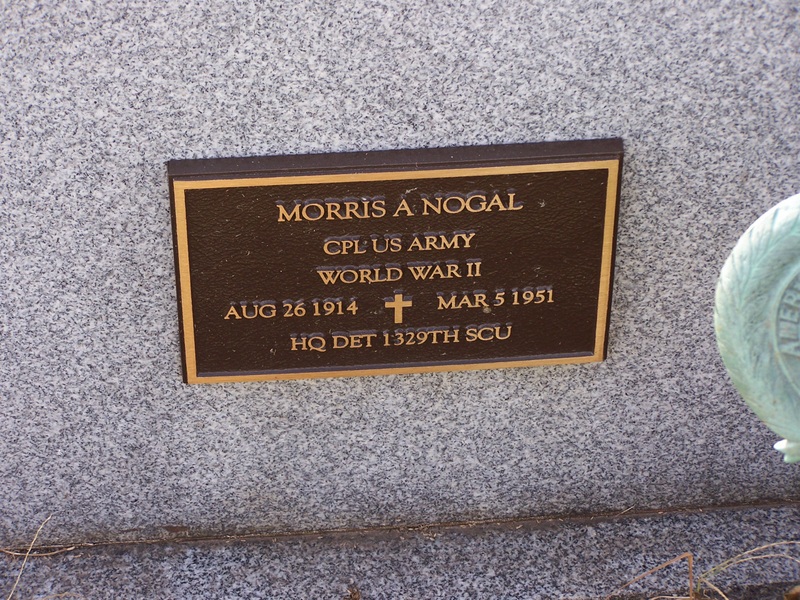 MORRIS A NOGAL
CPL US ARMY
WORLD WAR II
AUG 26 1914 MAR 5 1951
HQ DET 1329TH SCU